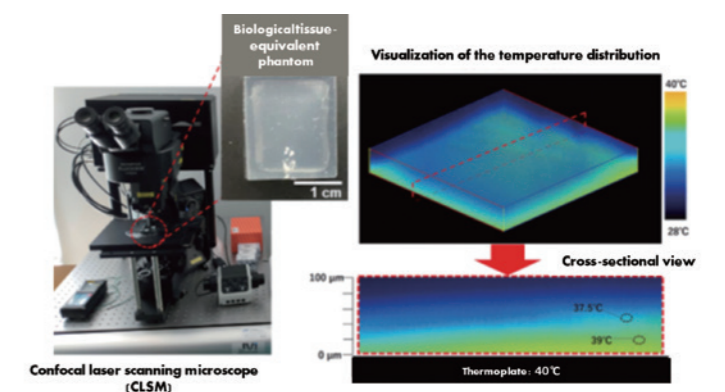 Biologicaltissue-
equivalent
phantom
1 cm
Confocal laser scanning microscope
(CLSM)
Visualization of the temperature distribution
40℃
28℃
Cross-sectional view
100 μm
37.5℃
39℃
0 μm
Thermoplate: 40℃